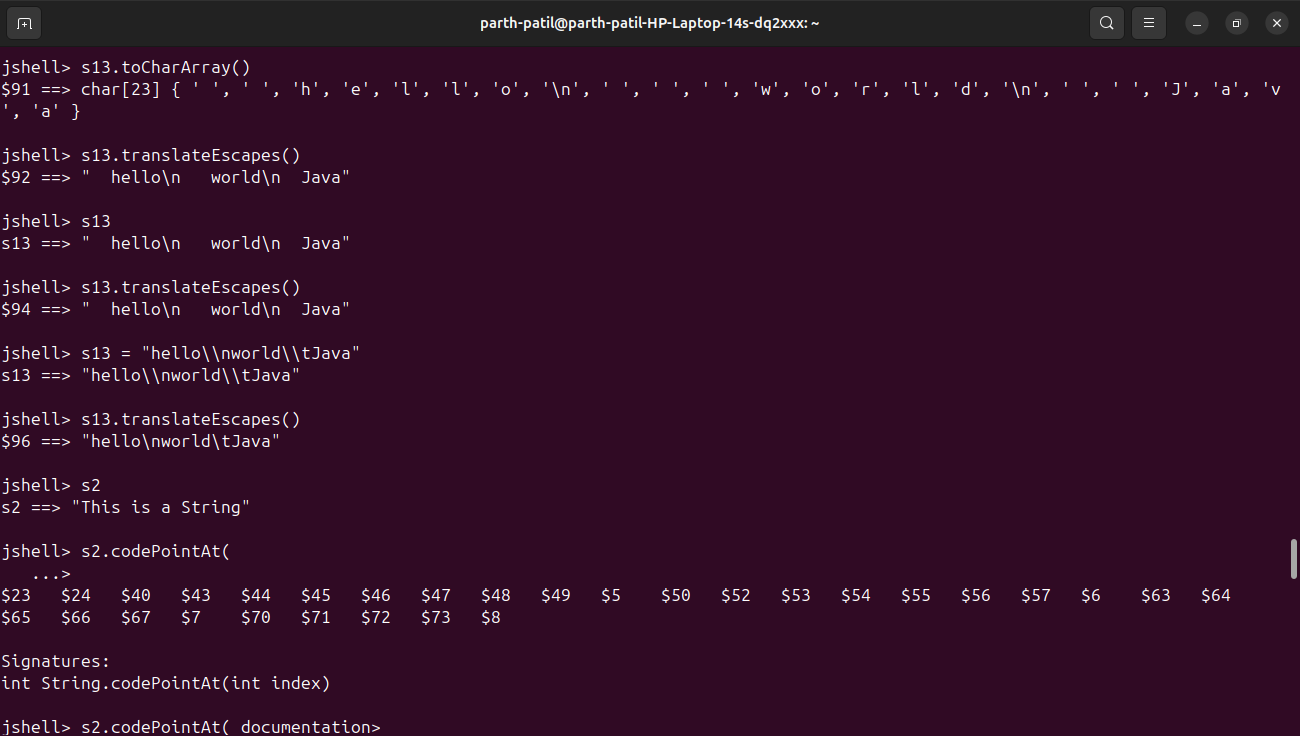 parth-patil@parth-patil-HP-Laptop-14s-dq2xxx: ~
jshell> s13.toCharArray()
$91 ==> char[23] { ' ', ' ', 'h', 'e', 'l', 'l', 'o', '\n', ' ', ' ', ' ', 'w', 'o', 'r', 'l', 'd', '\n', ' ', ' ', 'J', 'a', 'v
', 'a' }
jshell> s13.translateEscapes()
$92 ==> "  hello\n   world\n  Java"
jshell> s13
s13 ==> "  hello\n   world\n  Java"
jshell> s13.translateEscapes()
$94 ==> "  hello\n   world\n  Java"
jshell> s13 = "hello\\nworld\\tJava"
s13 ==> "hello\\nworld\\tJava"
jshell> s13.translateEscapes()
$96 ==> "hello\nworld\tJava"
jshell> s2
s2 ==> "This is a String"
jshell> s2.codePointAt(
   ...>
$23   $24   $40   $43   $44   $45   $46   $47   $48   $49   $5    $50   $52   $53   $54   $55   $56   $57   $6    $63   $64
$65   $66   $67   $7    $70   $71   $72   $73   $8
Signatures:
int String.codePointAt(int index)
jshell> s2.codePointAt( documentation>